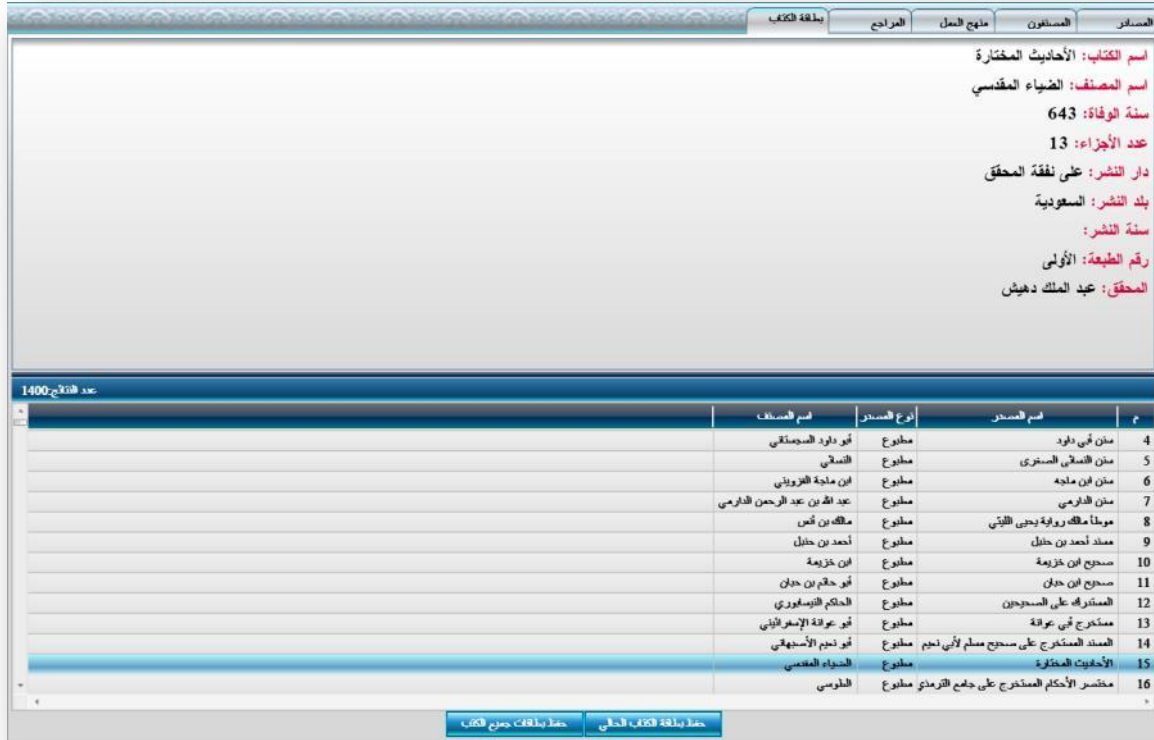 المصادر	المصنفون	منهج العمل	المراجع	بطاقة الكتاب
اسم الكتاب: الأحاديث المختارة
اسم المصنف: الضياء المقدسي
سنة الوفاة: 643
عدد الأجزاء: 13
دار النشر: على نفقة المحقق
بلد النشر: السعودية
سنة النشر:
رقم الطبعة: الأولى
المحقق: عبد الملك دهيش
عدد النتائج:1400
م	اسم المصدر	نوع المصدر	اسم المصنف
4	سنن أبي داود	مطبوع	أبو داود السجستاني
5	سنن النسائى الصغرى	مطبوع	النسائي
6	سنن ابن ماجه	مطبوع	ابن ماجة القزويني
7	سنن الدارمي	مطبوع	عبد الله بن عبد الرحمن الدارمي
8	موطأ مالك رواية يحيى الليثي	مطبوع	مالك بن أنس
9	مسند أحمد بن حنبل	مطبوع	أحمد بن حنبل
10	صحيح ابن خزيمة	مطبوع	ابن خزيمة
11	صحيح ابن حبان	مطبوع	أبو حاتم بن حبان
12	المستدرك على الصحيحين	مطبوع	الحاكم النيسابوري
13	مستخرج أبي عوانة	مطبوع	أبو عوانة الإسفرائيني
14	المسند المستخرج على صحيح مسلم لأبي نعيم	مطبوع	أبو نعيم الأصبهاني
15	الأحاديث المختارة	مطبوع	الضياء المقدسي
16	مختصر الأحكام المستخرج على جامع الترمذي	مطبوع	الطوسي
حفظ بطاقة الكتاب الحالى	حفظ بطاقات جميع الكتب